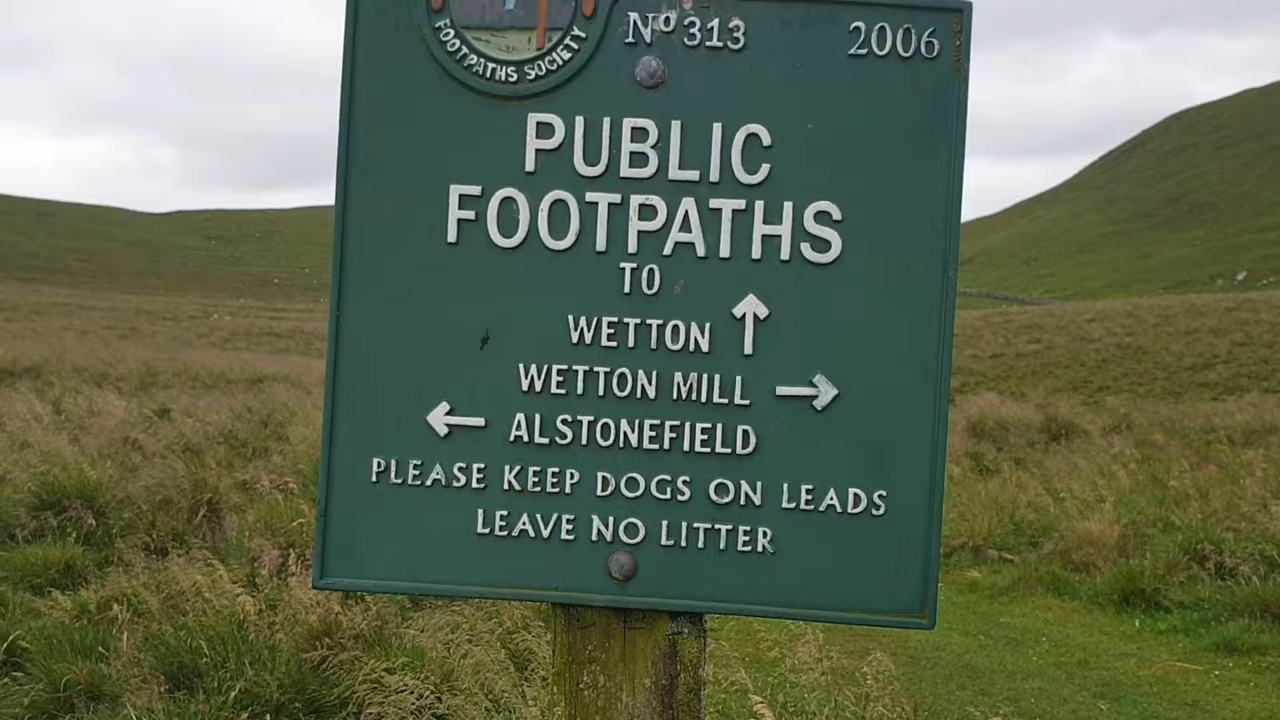 FOOTPATHS SOCIETY
Nº 313 2006
PUBLIC
FOOTPATHS
TO
WETTON ↑
WETTON MILL →
← ALSTONEFIELD
PLEASE KEEP DOGS ON LEADS
LEAVE NO LITTER